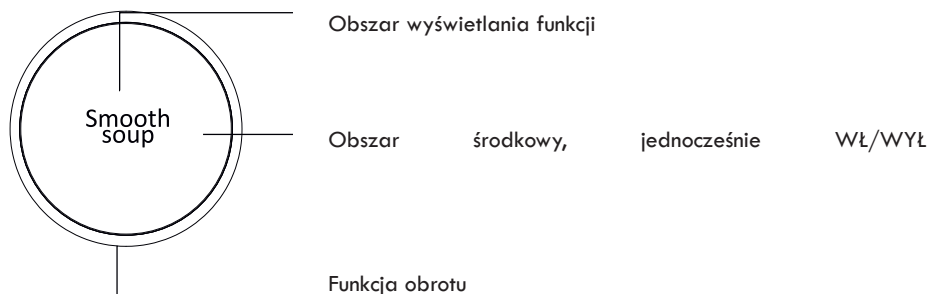 Obszar wyświetlania funkcji
Smooth
soup
Obszar środkowy, jednocześnie WŁ/WYŁ
Funkcja obrotu